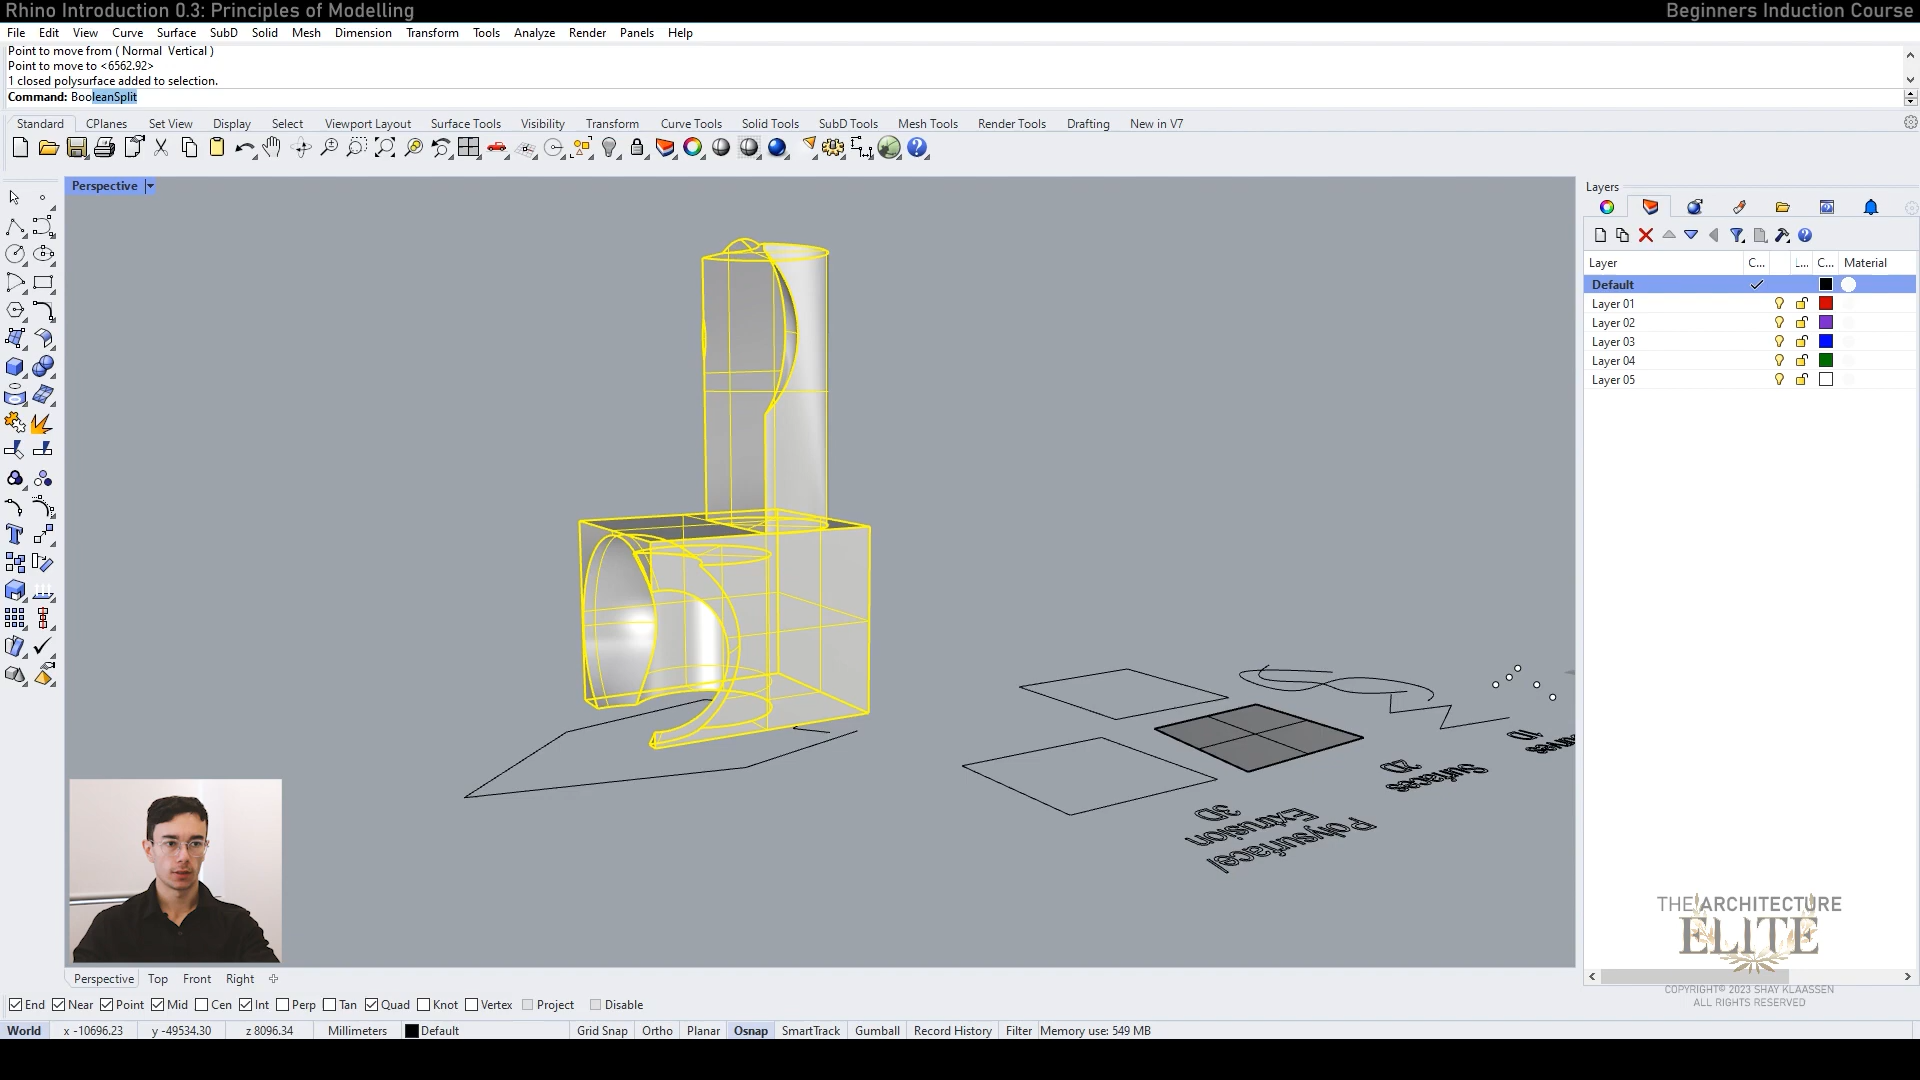 Rhino Introduction 0.3: Principles of Modelling
Beginners Induction Course
File Edit View Curve Surface SubD Solid Mesh Dimension Transform Tools Analyze Render Panels Help
Point to move from ( Normal  Vertical )
Point to move to <6562.92>
1 closed polysurface added to selection.
Command: BooleanSplit
Standard CPlanes Set View Display Select Viewport Layout Surface Tools Visibility Transform Curve Tools Solid Tools SubD Tools Mesh Tools Render Tools Drafting New in V7
Perspective
Layers
Layer C... L... C... Material
Default
Layer 01
Layer 02
Layer 03
Layer 04
Layer 05
1D
Curves
2D
Surfaces
3D
Extrusion
Polysurface/
THE ARCHITECTURE
ELITE
COPYRIGHT© 2023 SHAY KLAASSEN
ALL RIGHTS RESERVED
Perspective Top Front Right
End Near Point Mid Cen Int Perp Tan Quad Knot Vertex Project Disable
World x -10696.23 y -49534.30 z 8096.34 Millimeters Default Grid Snap Ortho Planar Osnap SmartTrack Gumball Record History Filter Memory use: 549 MB